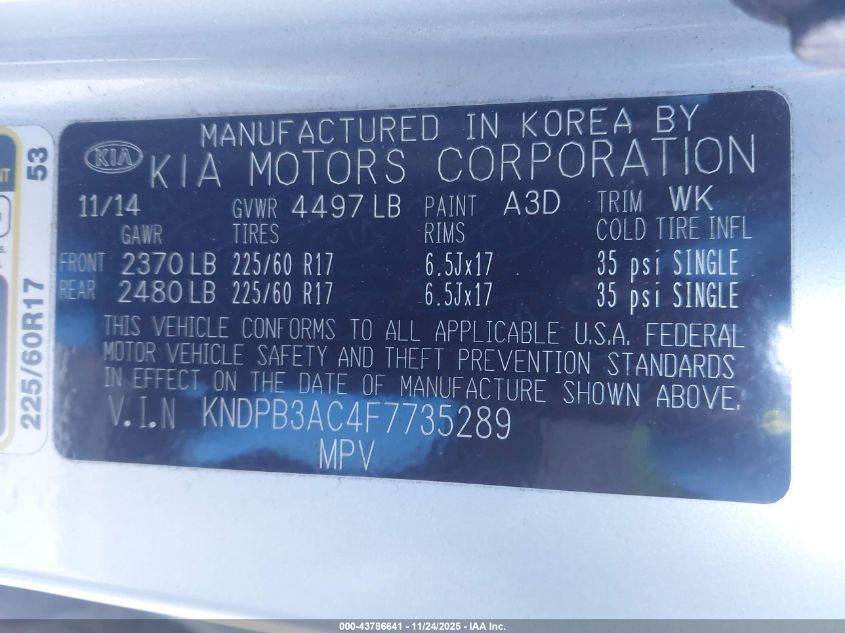 MANUFACTURED IN KOREA BY
KIA KIA MOTORS CORPORATION
11/14 GVWR 4497 LB PAINT A3D TRIM WK
GAWR TIRES RIMS COLD TIRE INFL
FRONT 2370 LB 225/60 R17 6.5Jx17 35 psi SINGLE
REAR 2480 LB 225/60 R17 6.5Jx17 35 psi SINGLE
THIS VEHICLE CONFORMS TO ALL APPLICABLE U.S.A. FEDERAL
MOTOR VEHICLE SAFETY AND THEFT PREVENTION STANDARDS
IN EFFECT ON THE DATE OF MANUFACTURE SHOWN ABOVE.
V.I.N KNDPB3AC4F7735289
MPV
225/60R17 53
000-43786641 - 11/24/2025 - IAA Inc.